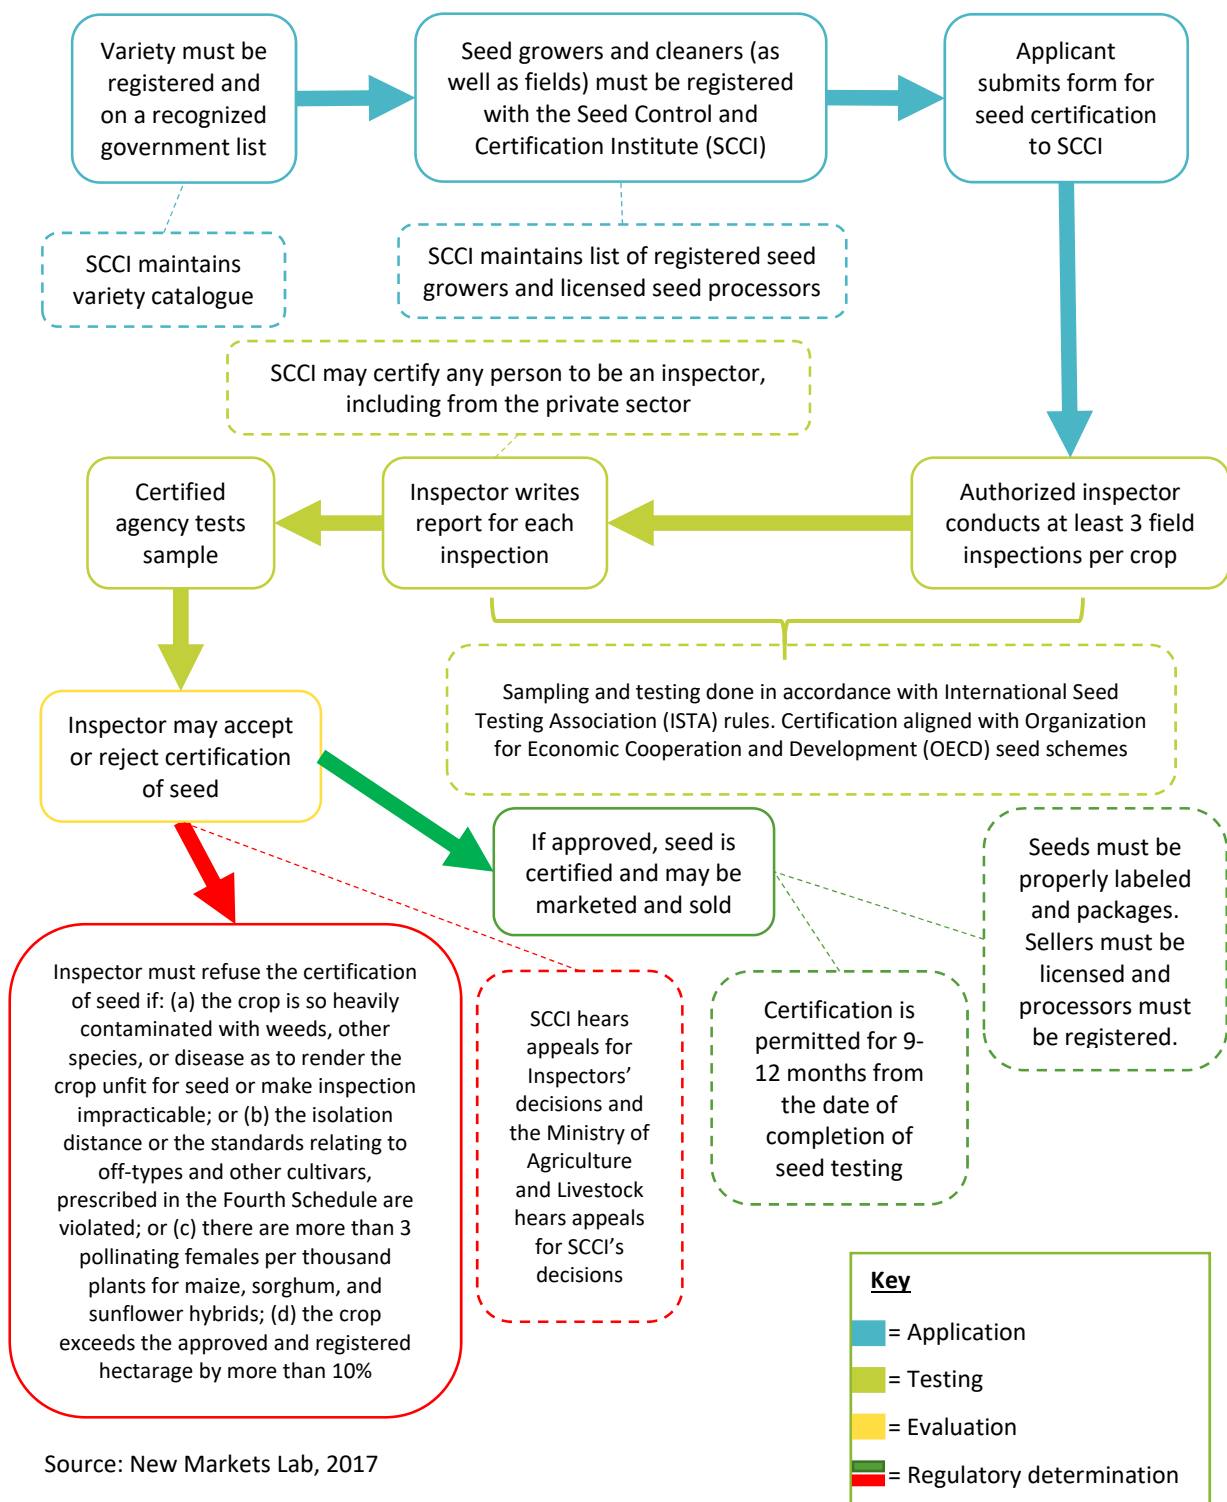 Variety must be
registered and
on a recognized
government list
Seed growers and cleaners (as
well as fields) must be registered
with the Seed Control and
Certification Institute (SCCI)
Applicant
submits form for
seed certification
to SCCI
SCCI maintains
variety catalogue
SCCI maintains list of registered seed
growers and licensed seed processors
SCCI may certify any person to be an inspector,
including from the private sector
Certified
agency tests
sample
Inspector writes
report for each
inspection
Authorized inspector
conducts at least 3 field
inspections per crop
Sampling and testing done in accordance with International Seed
Testing Association (ISTA) rules. Certification aligned with Organization
for Economic Cooperation and Development (OECD) seed schemes
Inspector may accept
or reject certification
of seed
If approved, seed is
certified and may be
marketed and sold
Seeds must be
properly labeled
and packages.
Sellers must be
licensed and
processors must
be registered.
Inspector must refuse the certification
of seed if: (a) the crop is so heavily
contaminated with weeds, other
species, or disease as to render the
crop unfit for seed or make inspection
impracticable; or (b) the isolation
distance or the standards relating to
off-types and other cultivars,
prescribed in the Fourth Schedule are
violated; or (c) there are more than 3
pollinating females per thousand
plants for maize, sorghum, and
sunflower hybrids; (d) the crop
exceeds the approved and registered
hectarage by more than 10%
SCCI hears
appeals for
Inspectors’
decisions and
the Ministry of
Agriculture
and Livestock
hears appeals
for SCCI’s
decisions
Certification is
permitted for 9-
12 months from
the date of
completion of
seed testing
Key
= Application
= Testing
= Evaluation
= Regulatory determination
Source: New Markets Lab, 2017